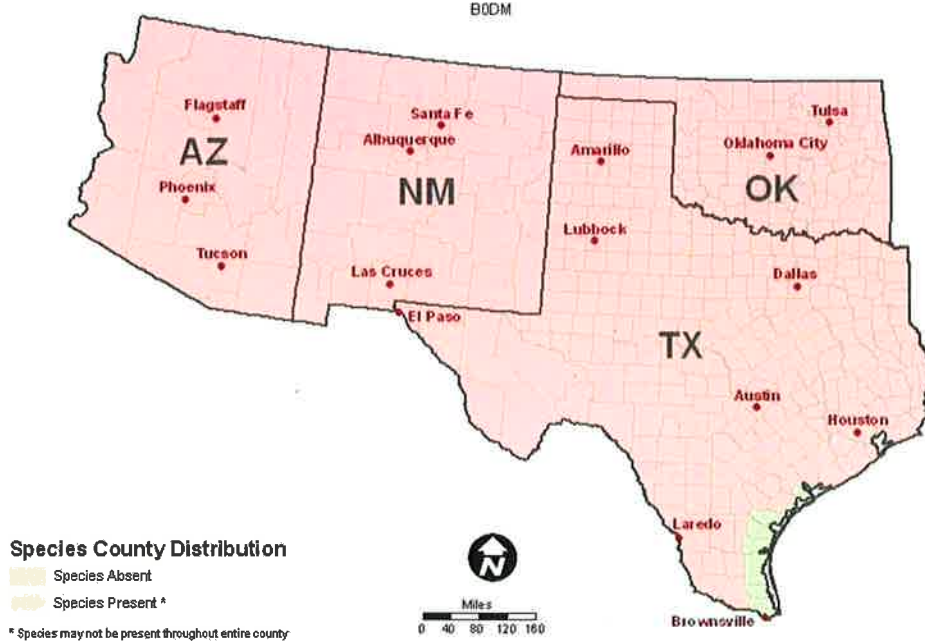 B0DM
Flagstaff
Santa Fe
Tulsa
Albuquerque
Amarillo
Oklahoma City
AZ
NM
OK
Phoenix
Lubbock
Tucson
Las Cruces
Dallas
El Paso
TX
Austin
Houston
Laredo
Brownsville
Species County Distribution
Species Absent
Species Present *
* Species may not be present throughout entire county
N
Miles
0 40 80 120 160